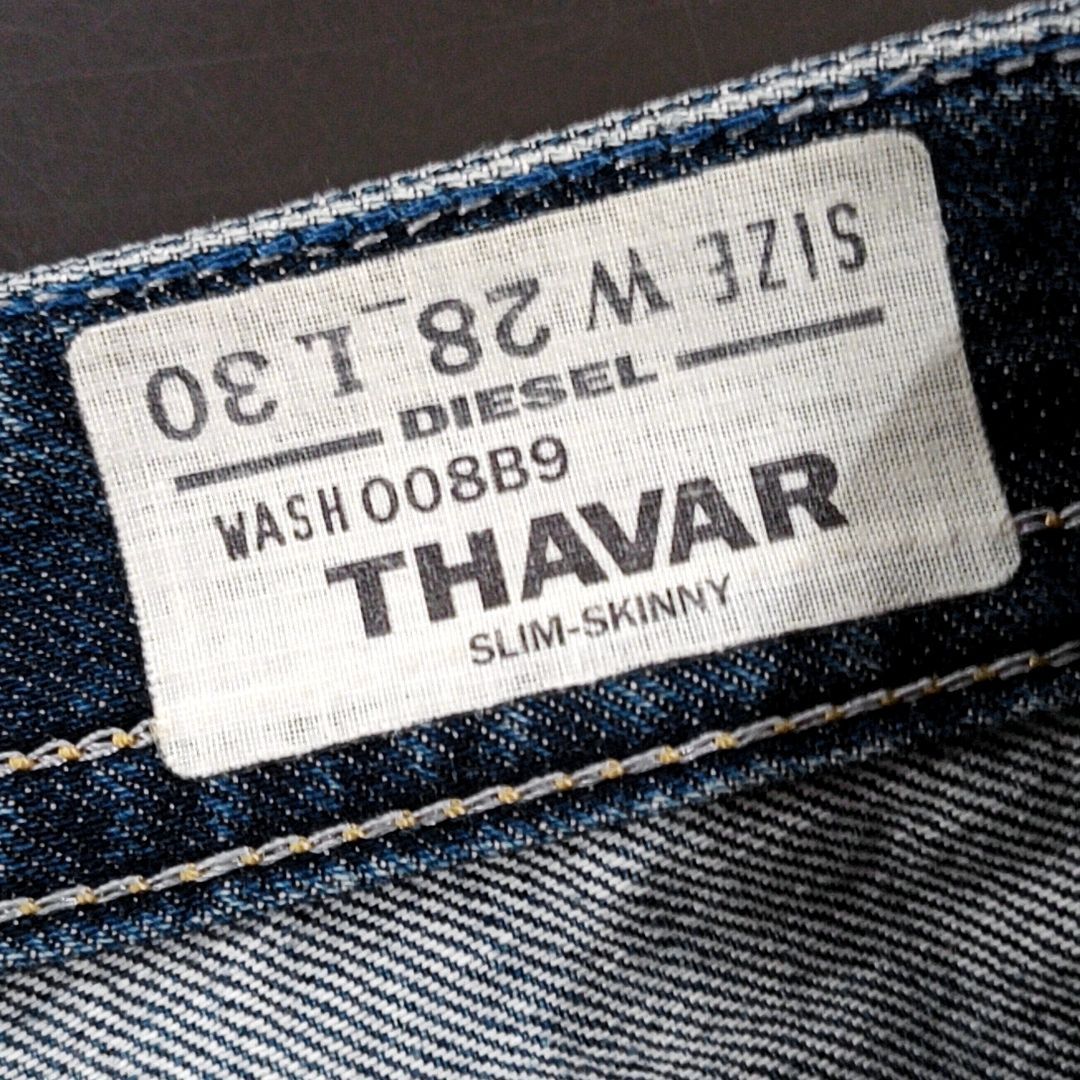 SIZE W 28 L 30
DIESEL
WASH 008B9
THAVAR
SLIM-SKINNY